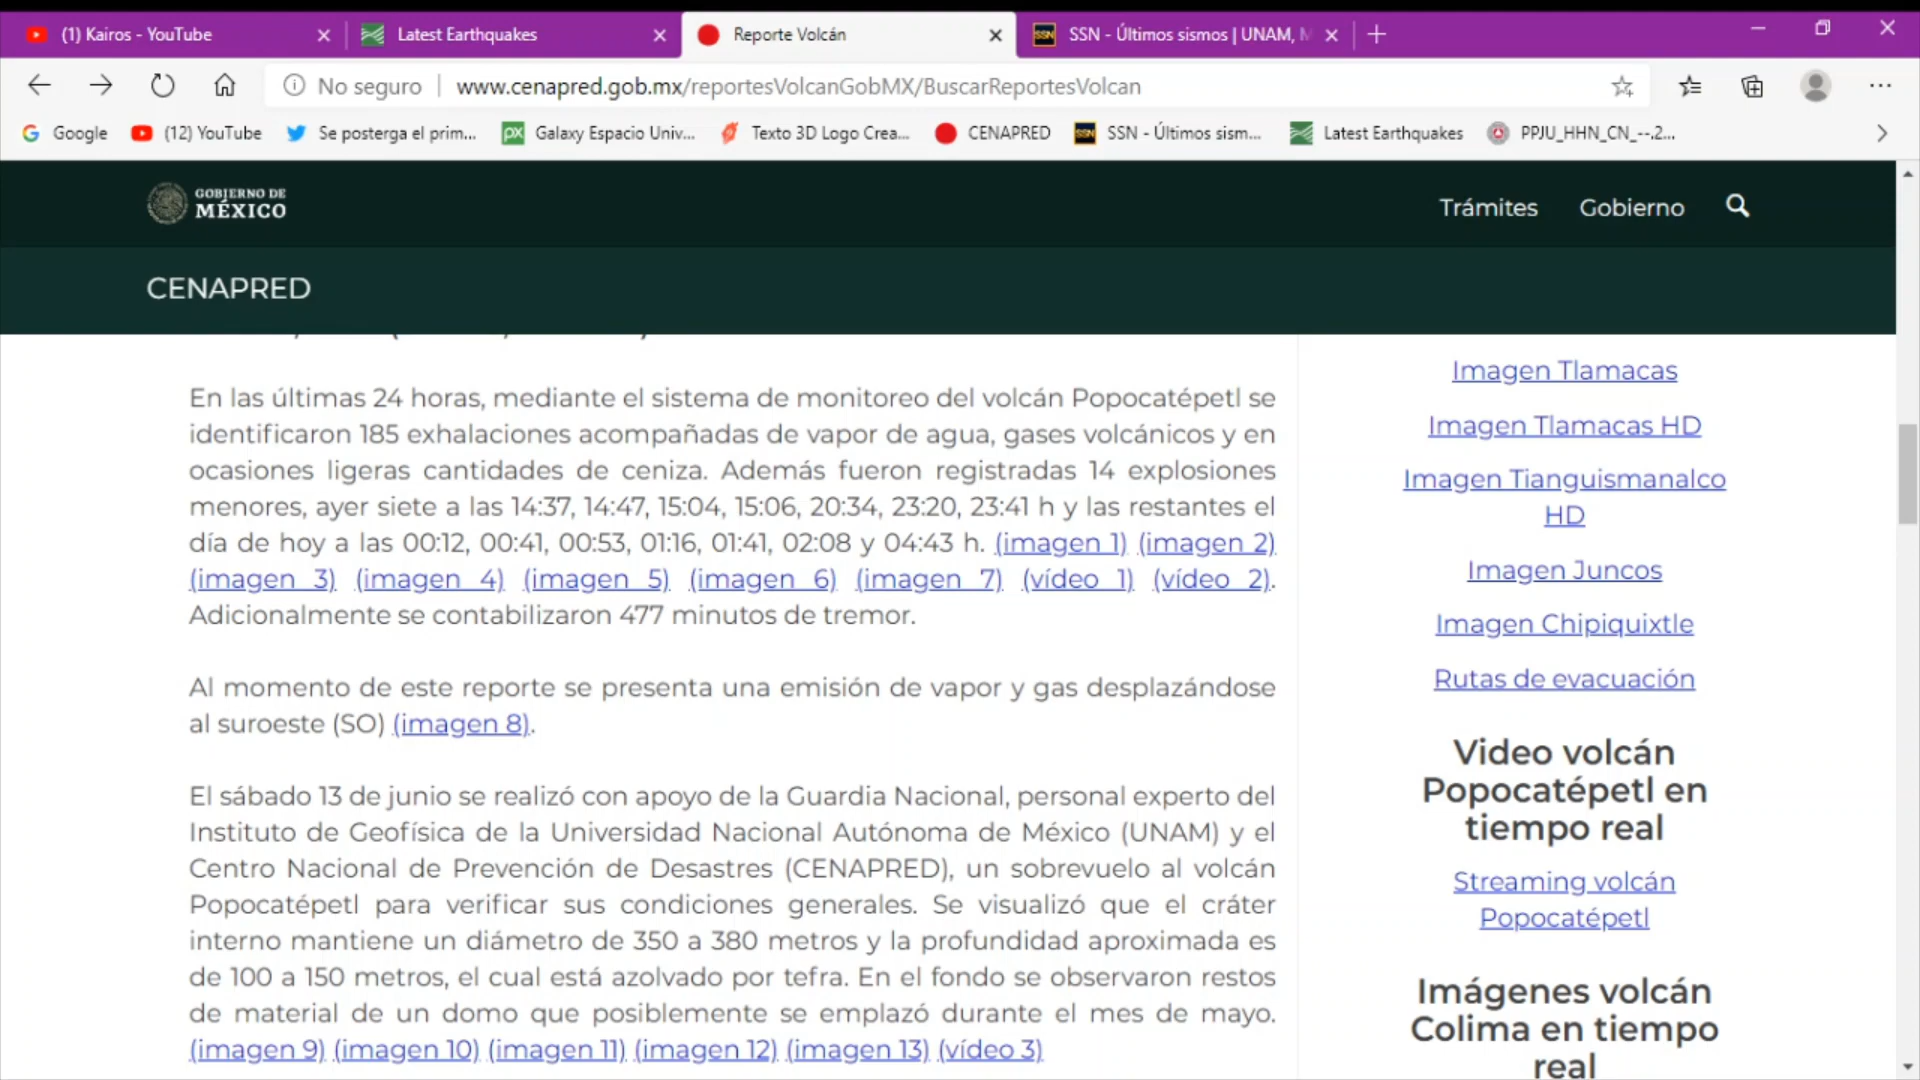 (1) Kairos - YouTube
Latest Earthquakes
Reporte Volcán
SSN - Últimos sismos | UNAM, M
No seguro
www.cenapred.gob.mx/reportesVolcanGobMX/BuscarReportesVolcan
Google
(12) YouTube
Se posterga el prim...
Galaxy Espacio Univ...
Texto 3D Logo Crea...
CENAPRED
SSN - Últimos sism...
Latest Earthquakes
PPJU_HHN_CN_--.2...
GOBIERNO DE
MÉXICO
Trámites
Gobierno
CENAPRED
En las últimas 24 horas, mediante el sistema de monitoreo del volcán Popocatépetl se
identificaron 185 exhalaciones acompañadas de vapor de agua, gases volcánicos y en
ocasiones ligeras cantidades de ceniza. Además fueron registradas 14 explosiones
menores, ayer siete a las 14:37, 14:47, 15:04, 15:06, 20:34, 23:20, 23:41 h y las restantes el
día de hoy a las 00:12, 00:41, 00:53, 01:16, 01:41, 02:08 y 04:43 h. (imagen 1) (imagen 2)
(imagen 3) (imagen 4) (imagen 5) (imagen 6) (imagen 7) (vídeo 1) (vídeo 2).
Adicionalmente se contabilizaron 477 minutos de tremor.
Al momento de este reporte se presenta una emisión de vapor y gas desplazándose
al suroeste (SO) (imagen 8).
El sábado 13 de junio se realizó con apoyo de la Guardia Nacional, personal experto del
Instituto de Geofísica de la Universidad Nacional Autónoma de México (UNAM) y el
Centro Nacional de Prevención de Desastres (CENAPRED), un sobrevuelo al volcán
Popocatépetl para verificar sus condiciones generales. Se visualizó que el cráter
interno mantiene un diámetro de 350 a 380 metros y la profundidad aproximada es
de 100 a 150 metros, el cual está azolvado por tefra. En el fondo se observaron restos
de material de un domo que posiblemente se emplazó durante el mes de mayo.
(imagen 9) (imagen 10) (imagen 11) (imagen 12) (imagen 13) (vídeo 3)
Imagen Tlamacas
Imagen Tlamacas HD
Imagen Tianguismanalco
HD
Imagen Juncos
Imagen Chipiquixtle
Rutas de evacuación
Video volcán
Popocatépetl en
tiempo real
Streaming volcán
Popocatépetl
Imágenes volcán
Colima en tiempo
real